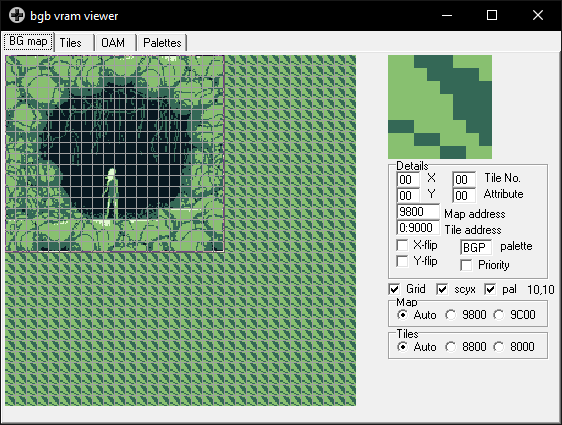 bgb vram viewer
BG map Tiles OAM Palettes
Details
00 X 00 Tile No.
00 Y 00 Attribute
9800 Map address
0:9000 Tile address
X-flip BGP palette
Y-flip Priority
Grid scyx pal 10,10
Map
Auto 9800 9C00
Tiles
Auto 8800 8000